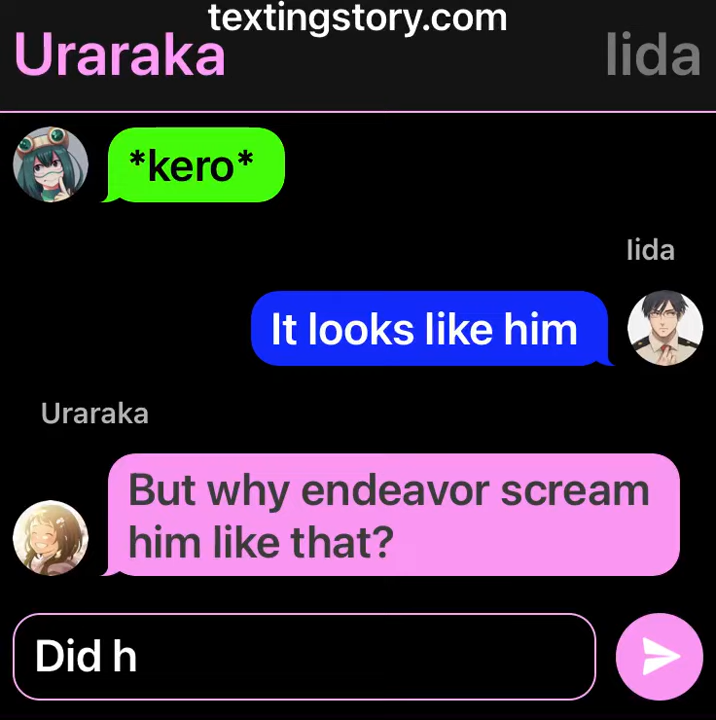 textingstory.com
Uraraka Iida
*kero*
Iida
It looks like him
Uraraka
But why endeavor scream
him like that?
Did h